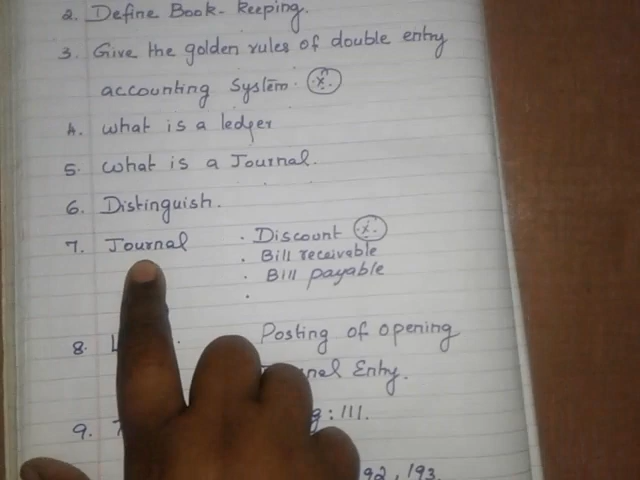 2. Define Book-keeping.
3. Give the golden rules of double entry
accounting System.
4. What is a ledger
5. What is a Journal.
6. Distinguish.
7. Journal . Discount
. Bill receivable
. Bill payable
.
8. Posting of opening
Entry.
9. : 111.
92, 193.